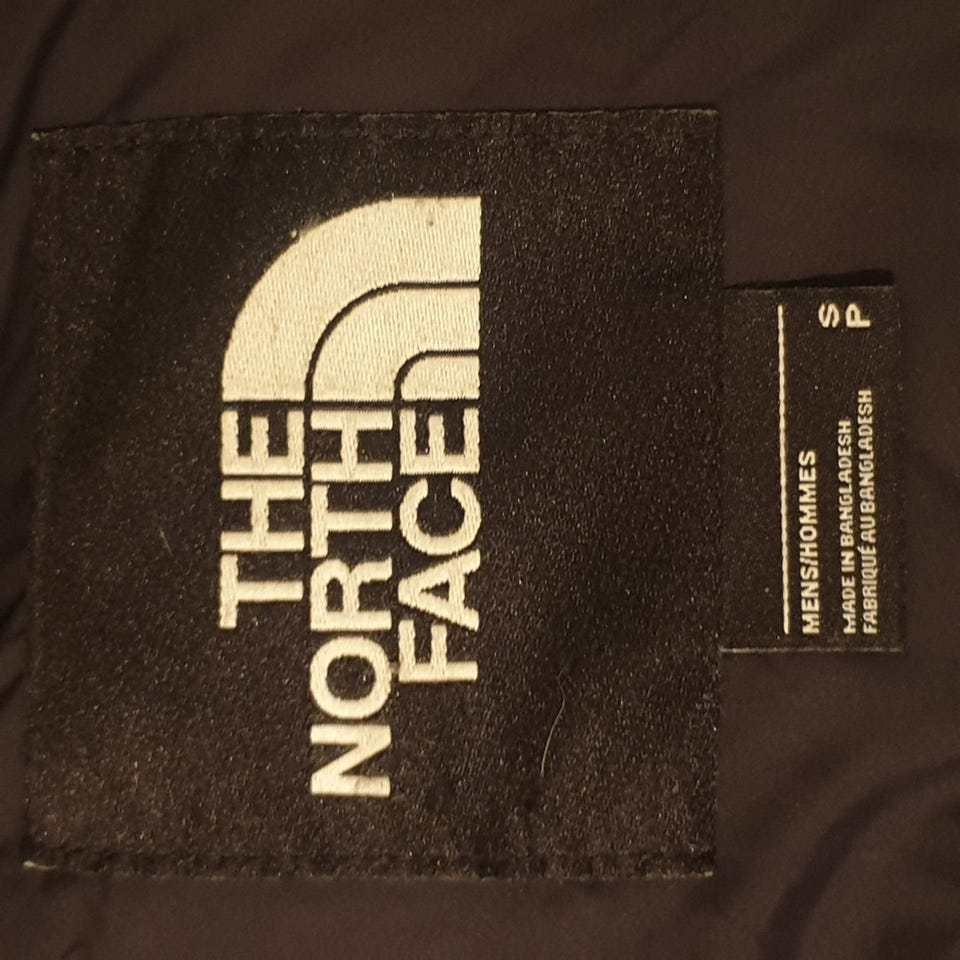 THE
NORTH
FACE
MENS/HOMMES S
P
MADE IN BANGLADESH
FABRIQUÉ AU BANGLADESH